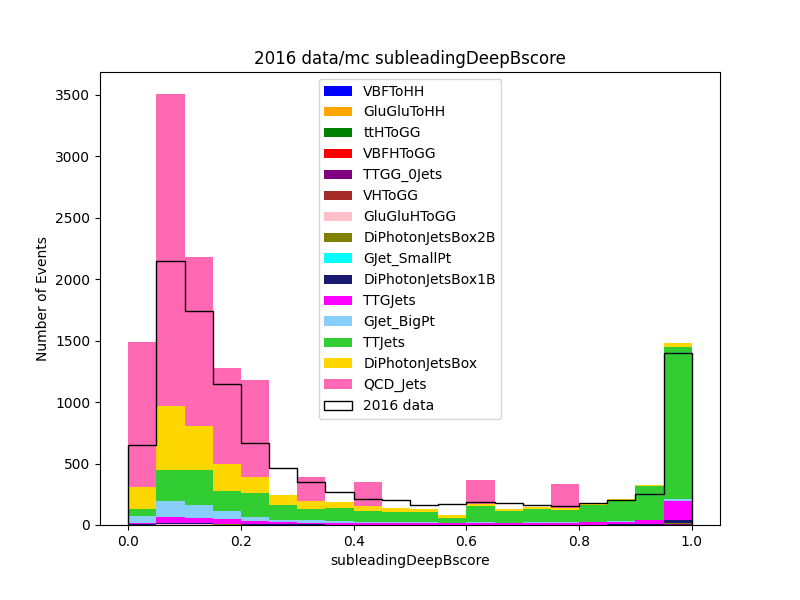 2016 data/mc subleadingDeepBscore
Number of Events
3500
3000
2500
2000
1500
1000
500
0
VBFToHH
GluGluToHH
ttHToGG
VBFHToGG
TTGG_0Jets
VHToGG
GluGluHToGG
DiPhotonJetsBox2B
GJet_SmallPt
DiPhotonJetsBox1B
TTGJets
GJet_BigPt
TTJets
DiPhotonJetsBox
QCD_Jets
2016 data
0.0 0.2 0.4 0.6 0.8 1.0
subleadingDeepBscore